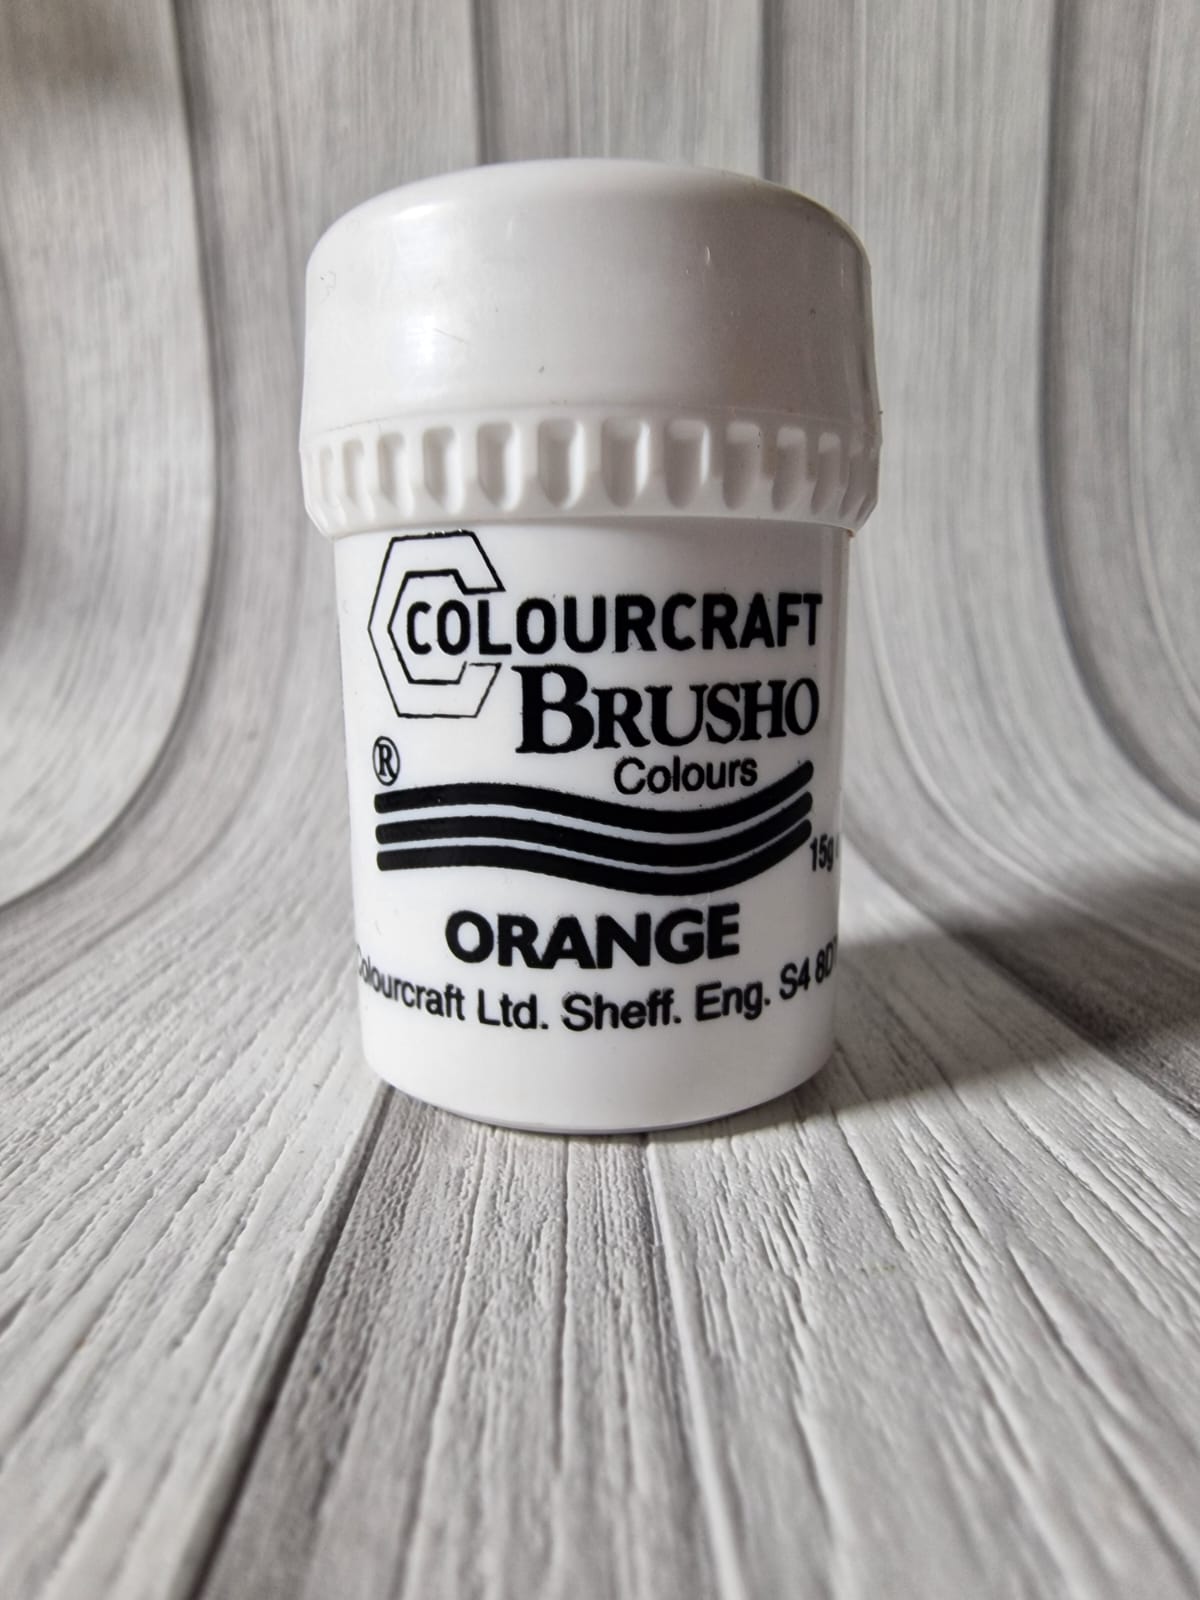 COLOURCRAFT
BRUSHO
®
Colours
15g
ORANGE
Colourcraft Ltd. Sheff. Eng. S4